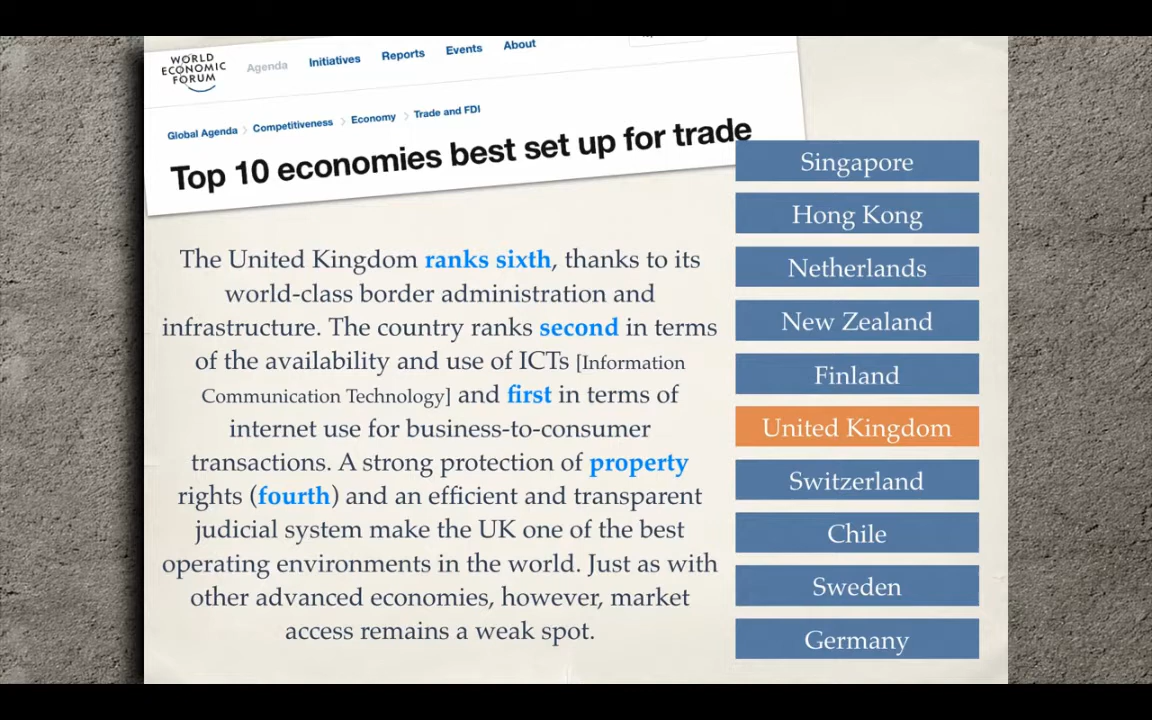 WORLD
ECONOMIC
FORUM
Agenda Initiatives Reports Events About
Global Agenda > Competitiveness > Economy > Trade and FDI
Top 10 economies best set up for trade
The United Kingdom ranks sixth, thanks to its
world-class border administration and
infrastructure. The country ranks second in terms
of the availability and use of ICTs [Information
Communication Technology] and first in terms of
internet use for business-to-consumer
transactions. A strong protection of property
rights (fourth) and an efficient and transparent
judicial system make the UK one of the best
operating environments in the world. Just as with
other advanced economies, however, market
access remains a weak spot.
Singapore
Hong Kong
Netherlands
New Zealand
Finland
United Kingdom
Switzerland
Chile
Sweden
Germany